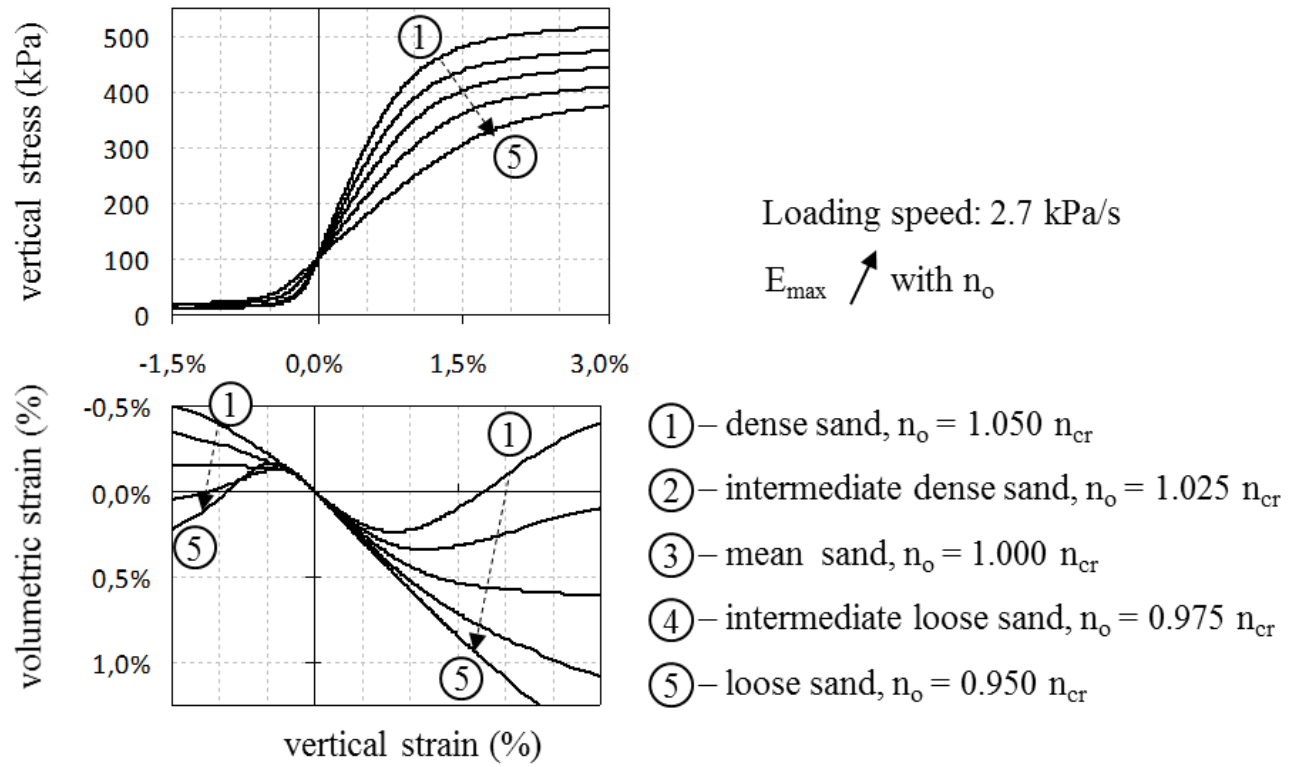 vertical stress (kPa)
500
400
300
200
100
0
1
5
-1,5%
0,0%
1,5%
3,0%
Loading speed: 2.7 kPa/s
Emax with no
volumetric strain (%)
-0,5%
0,0%
0,5%
1,0%
1
1
5
5
vertical strain (%)
1 – dense sand, no = 1.050 ncr
2 – intermediate dense sand, no = 1.025 ncr
3 – mean sand, no = 1.000 ncr
4 – intermediate loose sand, no = 0.975 ncr
5 – loose sand, no = 0.950 ncr